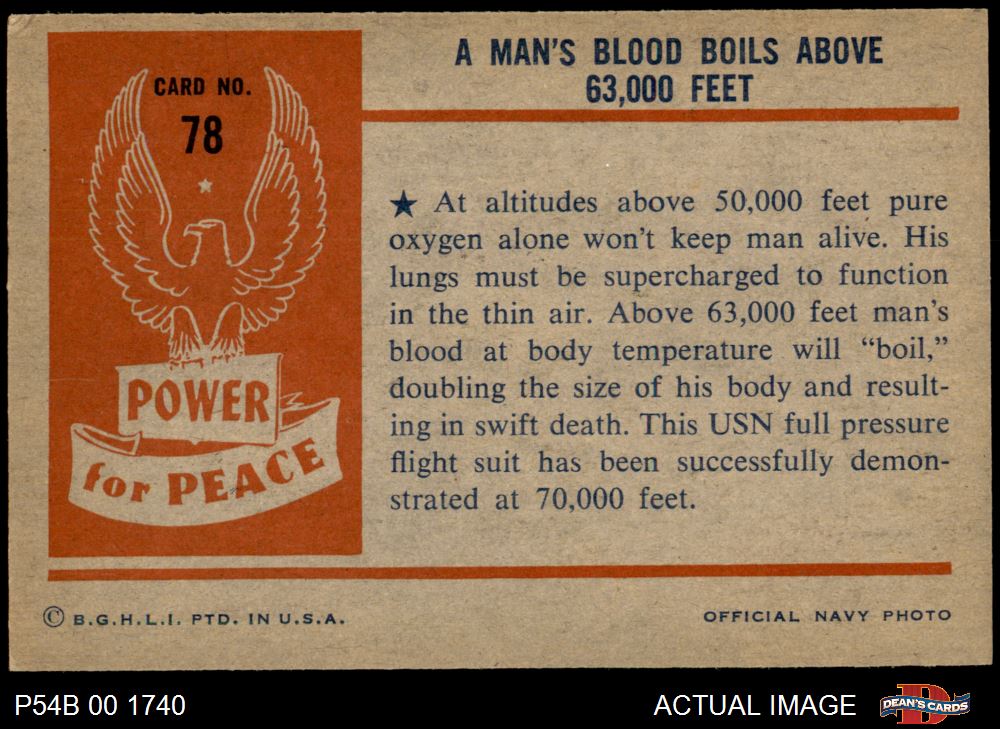 CARD NO.
78
POWER
for PEACE
A MAN'S BLOOD BOILS ABOVE
63,000 FEET
★ At altitudes above 50,000 feet pure
oxygen alone won't keep man alive. His
lungs must be supercharged to function
in the thin air. Above 63,000 feet man's
blood at body temperature will “boil,”
doubling the size of his body and result-
ing in swift death. This USN full pressure
flight suit has been successfully demon-
strated at 70,000 feet.
© B.G.H.L.I. PTD. IN U.S.A.
OFFICIAL NAVY PHOTO
P54B 00 1740
ACTUAL IMAGE
D
DEAN'S CARDS